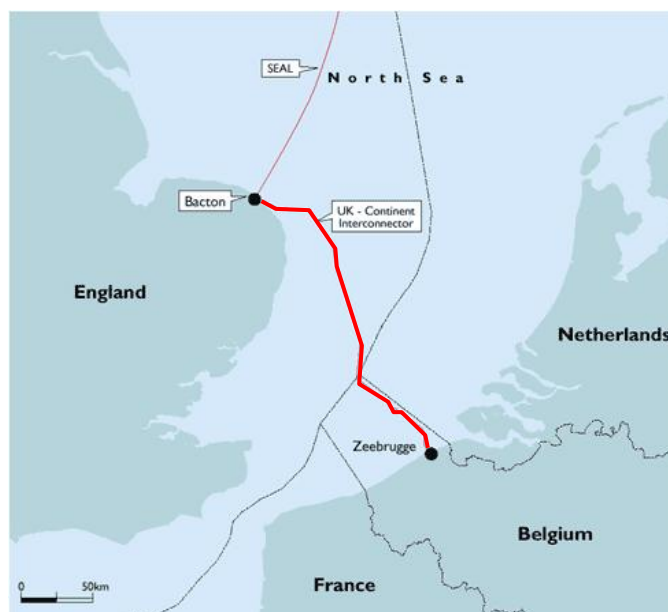 SEAL
North Sea
Bacton
UK - Continent
Interconnector
England
Netherlands
Zeebrugge
Belgium
France
0
50km